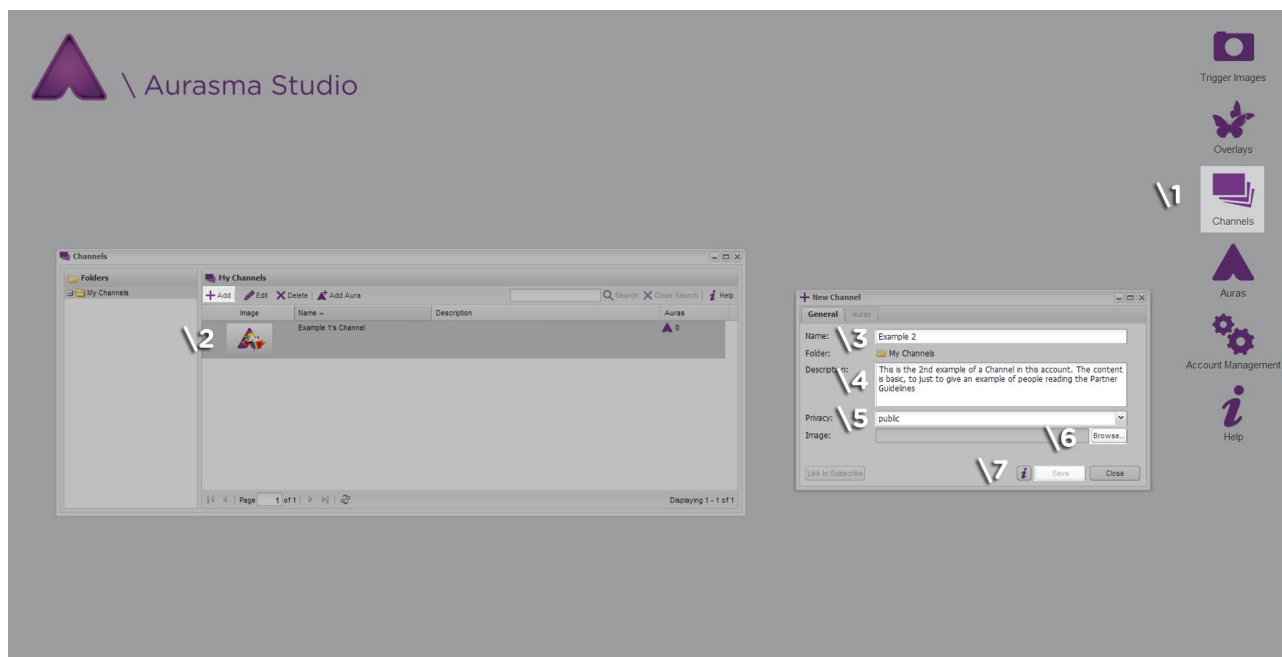 \ Aurasma Studio
Trigger Images
Overlays
\1
Channels
Auras
Account Management
Help
Channels
Folders
My Channels
My Channels
Add Edit Delete Add Aura Search Close Search Help
Image Name Description Auras
\2 Example 1's Channel 0
Page 1 of 1 Displaying 1 - 1 of 1
New Channel
General Auras
Name: \3 Example 2
Folder: My Channels
Description: \4 This is the 2nd example of a Channel in this account. The content
is basic, to just to give an example of people reading the Partner
Guidelines
Privacy: \5 public
Image: \6 Browse...
Link to Subscribe \7 i Save Close